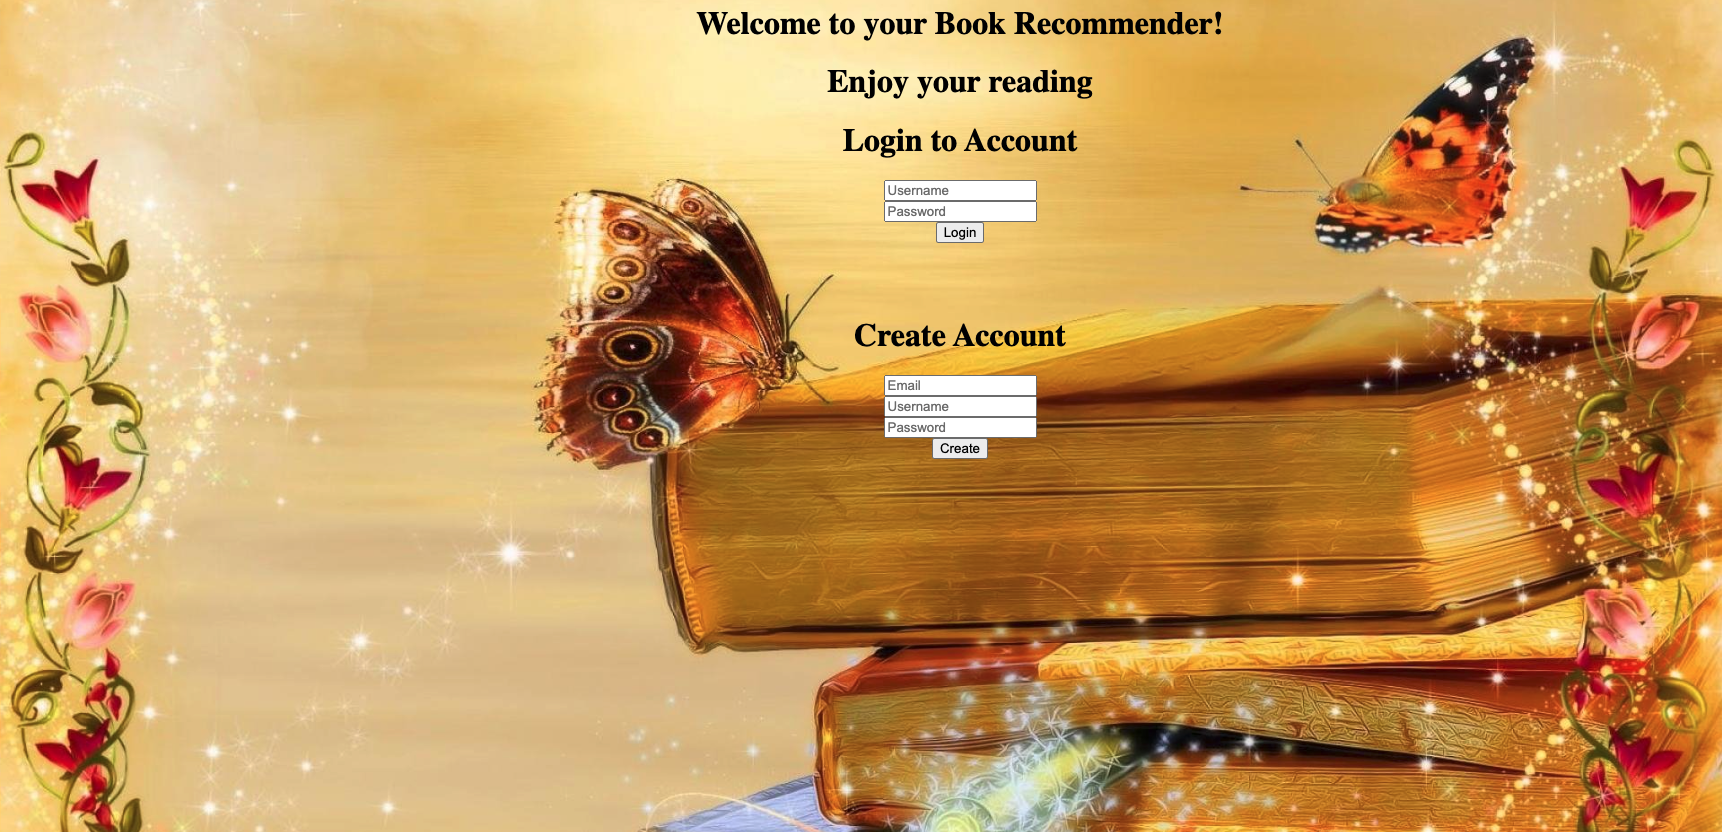 Welcome to your Book Recommender!
Enjoy your reading
Login to Account
Username
Password
Login
Create Account
Email
Username
Password
Create